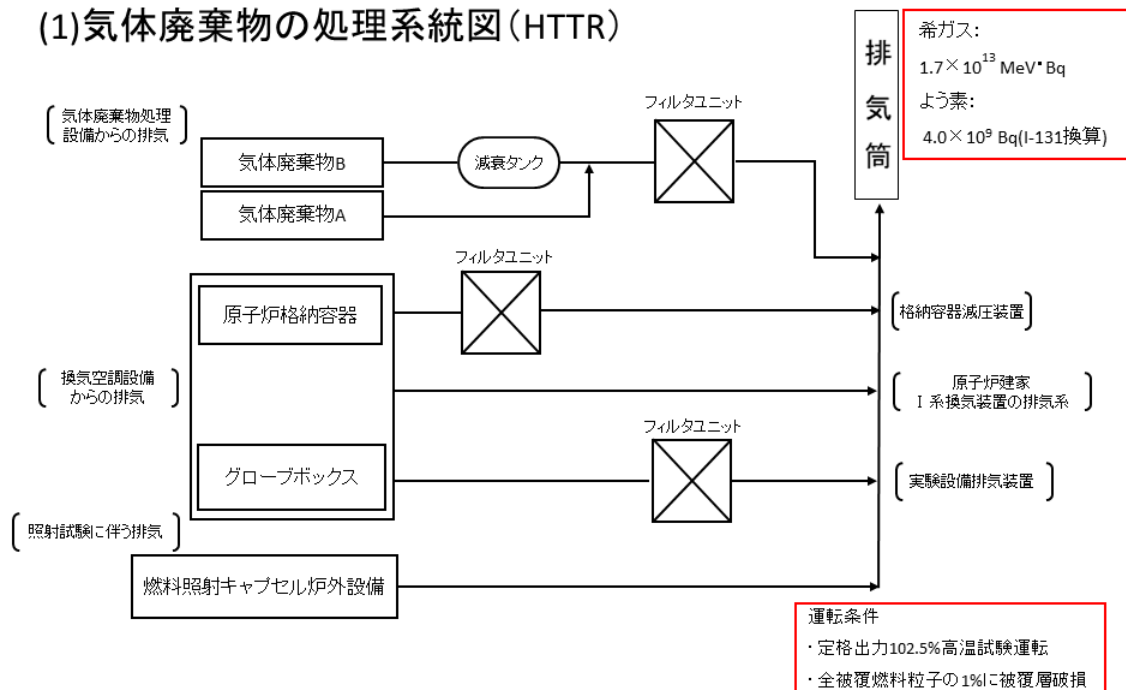 (1)気体廃棄物の処理系統図(HTTR)
排
気
筒
希ガス:
1.7×10¹³ MeV･Bq
よう素:
4.0×10⁹ Bq(I-131換算)
気体廃棄物処理
設備からの排気
フィルタユニット
気体廃棄物B
減衰タンク
気体廃棄物A
フィルタユニット
原子炉格納容器
格納容器減圧装置
換気空調設備
からの排気
原子炉建家
Ⅰ系換気装置の排気系
フィルタユニット
グローブボックス
実験設備排気装置
照射試験に伴う排気
燃料照射キャプセル炉外設備
運転条件
・定格出力102.5%高温試験運転
・全被覆燃料粒子の1%に被覆層破損